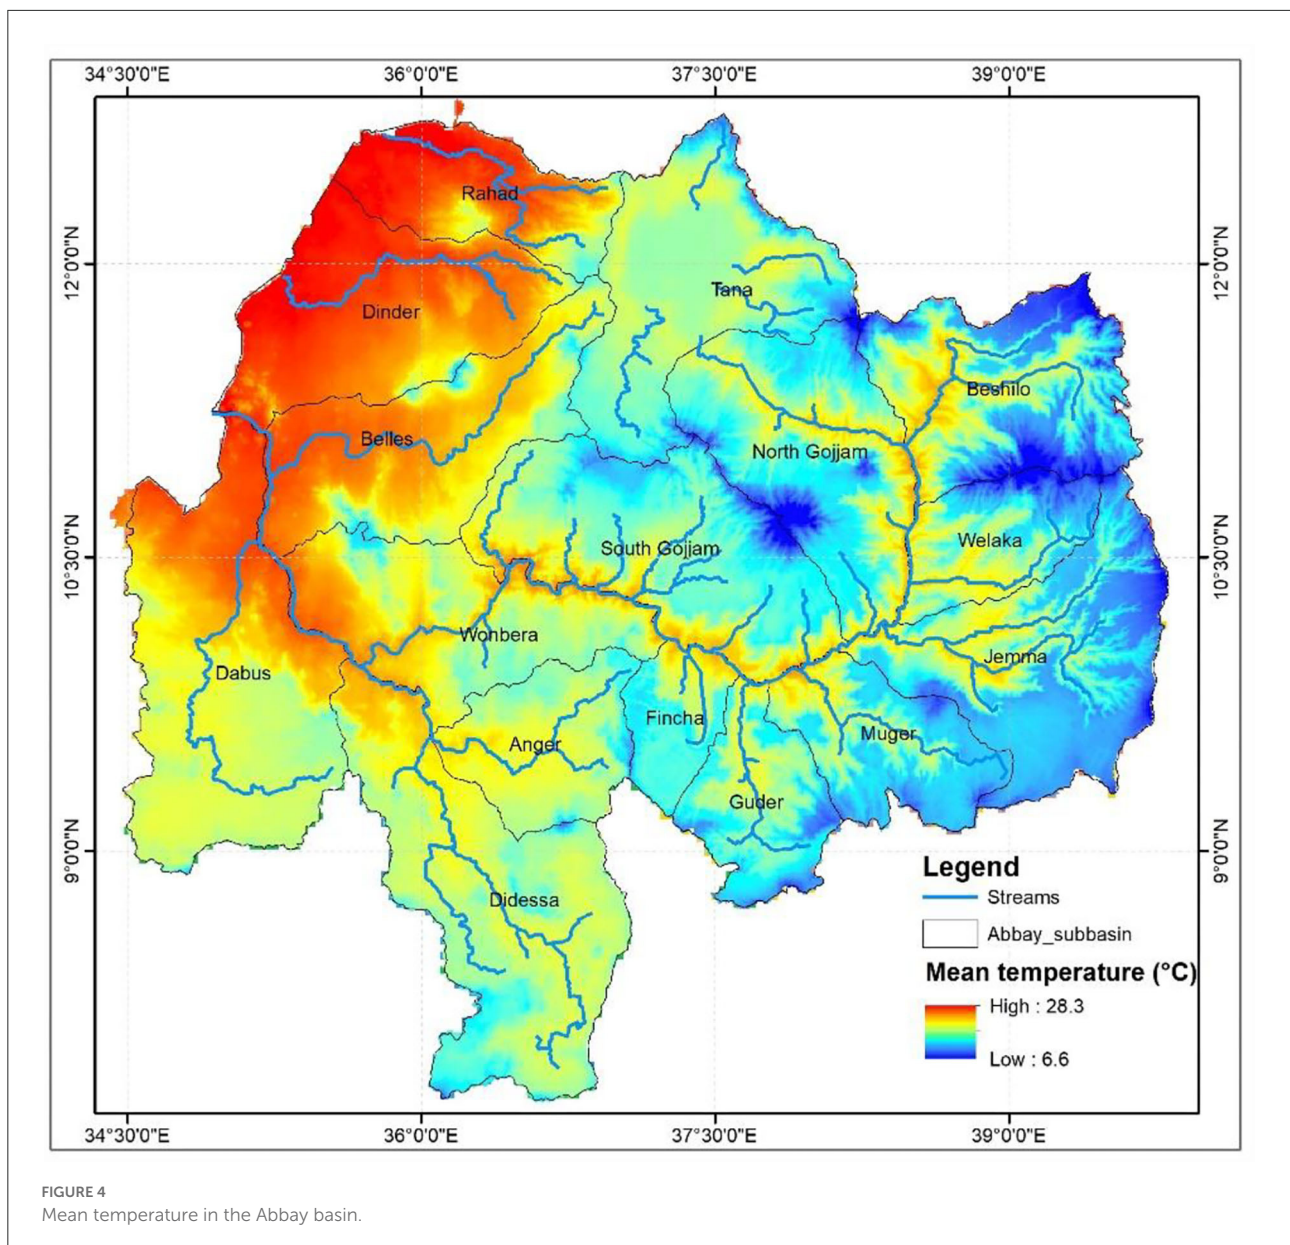 34°30'0"E 36°0'0"E 37°30'0"E 39°0'0"E
12°0'0"N
10°30'0"N
9°0'0"N
12°0'0"N
10°30'0"N
9°0'0"N
Rahad
Tana
Dinder
Beshilo
Belles
North Gojjam
South Gojjam
Welaka
Wonbera
Jemma
Dabus
Fincha
Muger
Anger
Guder
Didessa
Legend
Streams
Abbay_subbasin
Mean temperature (°C)
High : 28.3
Low : 6.6
34°30'0"E 36°0'0"E 37°30'0"E 39°0'0"E
FIGURE 4
Mean temperature in the Abbay basin.